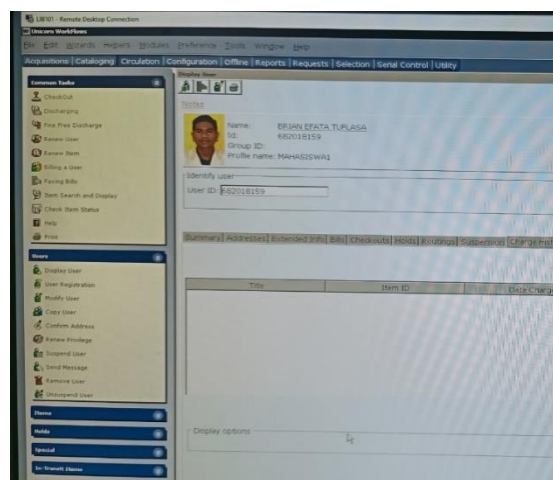 LIB101 - Remote Desktop Connection
Unicorn WorkFlows
File Edit Wizards Helpers Modules Preference Tools Window Help
Acquisitions Cataloging Circulation Configuration Offline Reports Requests Selection Serial Control Utility
Common Tasks
CheckOut
Discharging
Fine Free Discharge
Renew User
Renew Item
Billing a User
Paying Bills
Item Search and Display
Check Item Status
Help
Print
Users
Display User
User Registration
Modify User
Copy User
Confirm Address
Renew Privilege
Suspend User
Send Message
Remove User
Unsuspend User
Items
Holds
Special
In-Transit Items
Display User
Notes
Name: BRIAN EFATA TUPLASA
Id: 682018159
Group ID:
Profile name: MAHASISWA1
Identify user
User ID: 682018159
Summary Addresses Extended Info Bills Checkouts Holds Routings Suspension Charge Hist
Title Item ID Date Charge
Display options